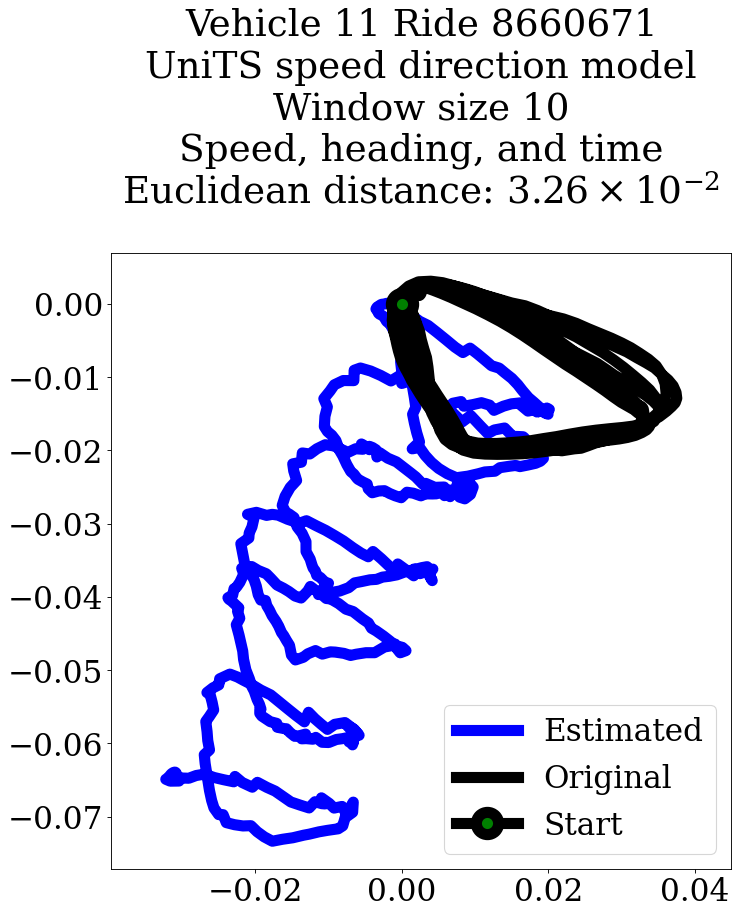 Vehicle 11 Ride 8660671
UniTS speed direction model
Window size 10
Speed, heading, and time
Euclidean distance: 3.26 × 10⁻²
0.00
−0.01
−0.02
−0.03
−0.04
−0.05
−0.06
−0.07
Estimated
Original
Start
−0.02 0.00 0.02 0.04